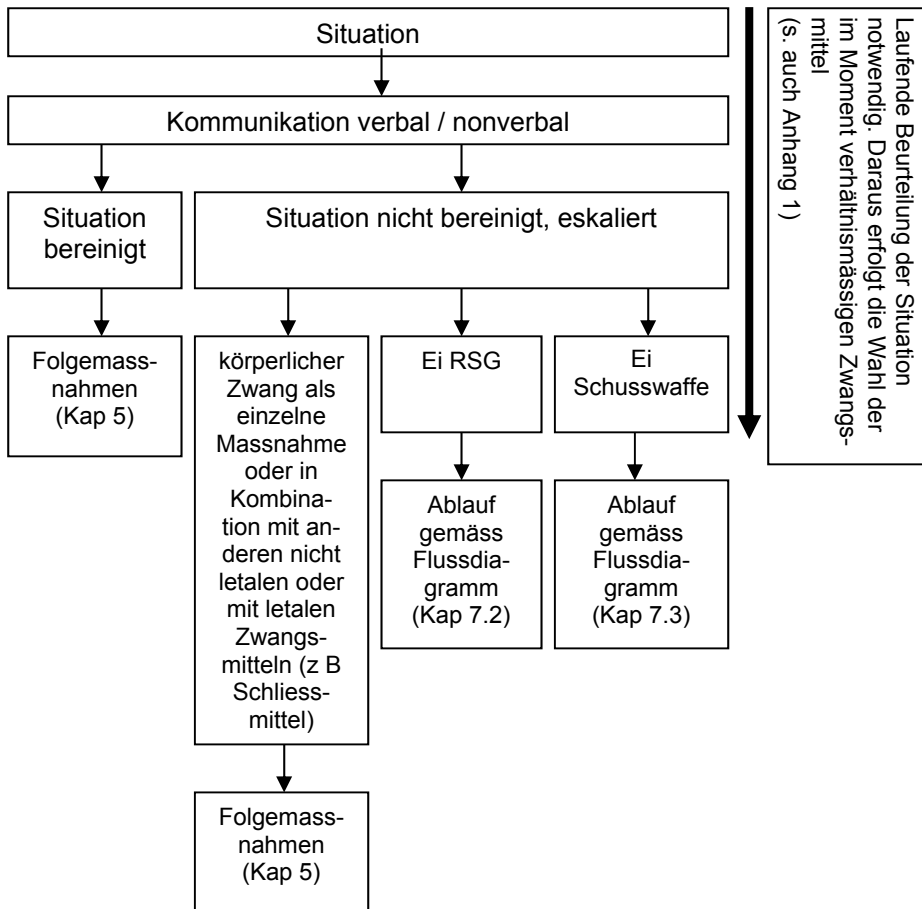 Situation
Kommunikation verbal / nonverbal
Situation
bereinigt
Situation nicht bereinigt, eskaliert
Folgemass-
nahmen
(Kap 5)
körperlicher
Zwang als
einzelne
Massnahme
oder in
Kombina-
tion mit an-
deren nicht
letalen oder
mit letalen
Zwangs-
mitteln (z B
Schliess-
mittel)
Ei RSG
Ei
Schusswaffe
Ablauf
gemäss
Flussdia-
gramm
(Kap 7.2)
Ablauf
gemäss
Flussdia-
gramm
(Kap 7.3)
Folgemass-
nahmen
(Kap 5)
Laufende Beurteilung der Situation
notwendig. Daraus erfolgt die Wahl der
im Moment verhältnismässigen Zwangs-
mittel
(s. auch Anhang 1)